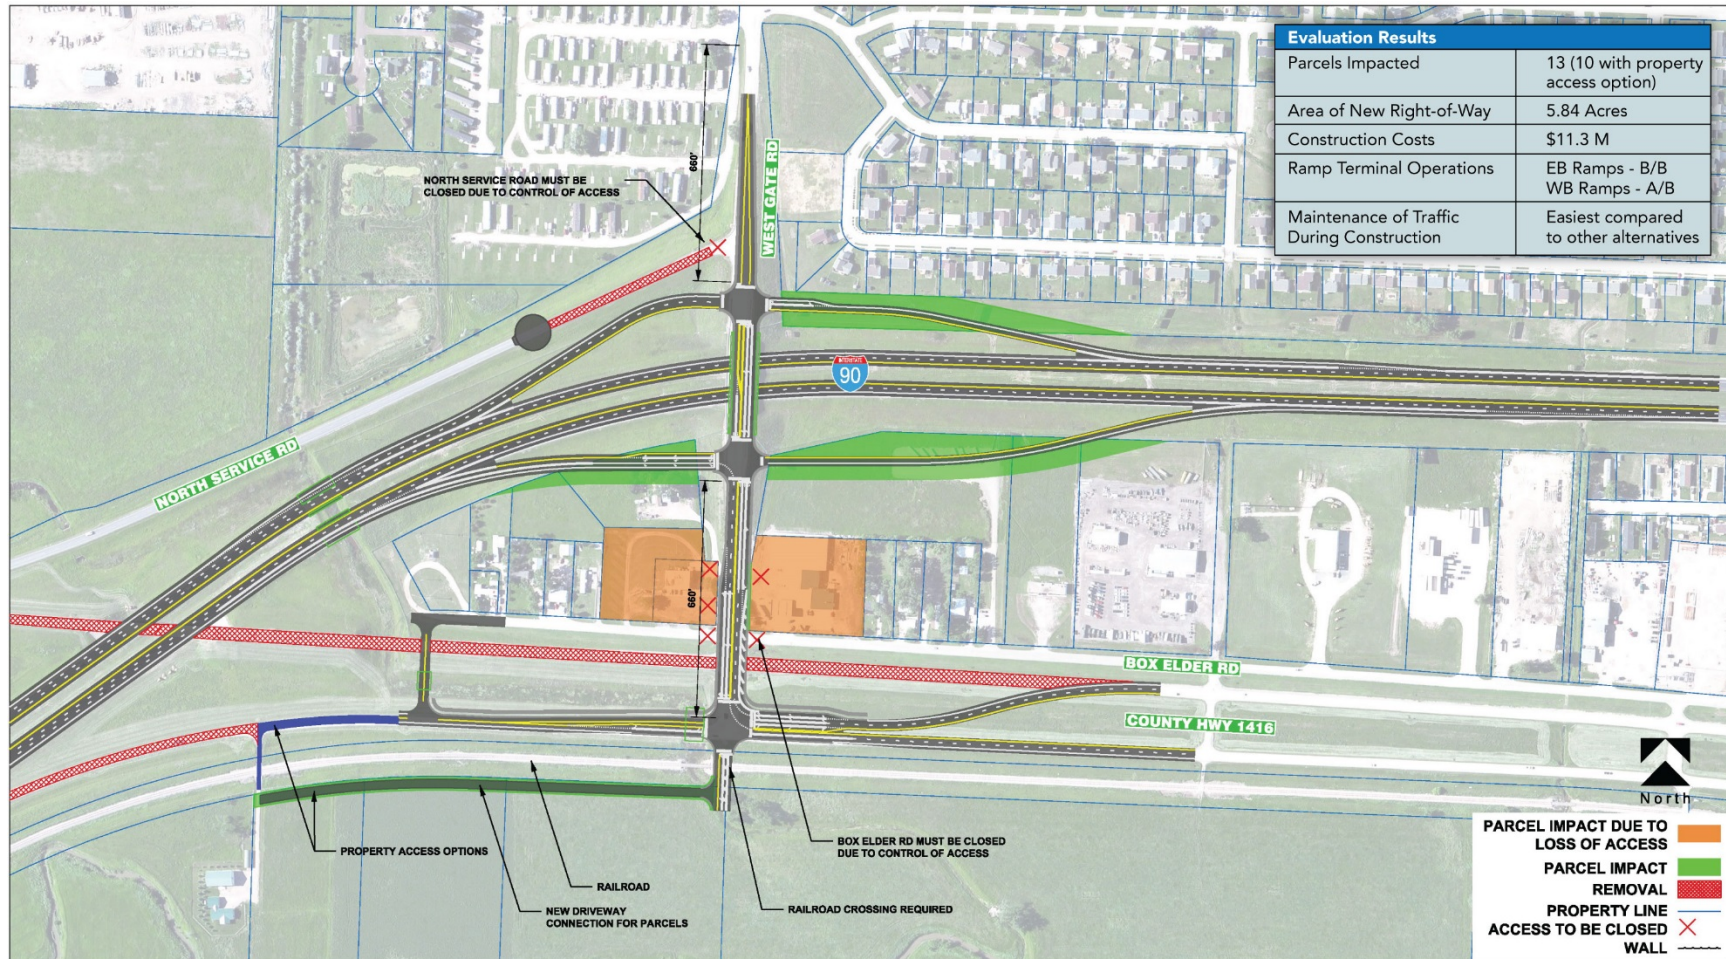 Evaluation Results
Parcels Impacted
13 (10 with property
access option)
Area of New Right-of-Way
5.84 Acres
Construction Costs
$11.3 M
Ramp Terminal Operations
EB Ramps - B/B
WB Ramps - A/B
Maintenance of Traffic
During Construction
Easiest compared
to other alternatives
660'
WEST GATE RD
NORTH SERVICE ROAD MUST BE
CLOSED DUE TO CONTROL OF ACCESS
INTERSTATE
90
NORTH SERVICE RD
660'
BOX ELDER RD
COUNTY HWY 1416
PROPERTY ACCESS OPTIONS
RAILROAD
NEW DRIVEWAY
CONNECTION FOR PARCELS
BOX ELDER RD MUST BE CLOSED
DUE TO CONTROL OF ACCESS
RAILROAD CROSSING REQUIRED
North
PARCEL IMPACT DUE TO
LOSS OF ACCESS
PARCEL IMPACT
REMOVAL
PROPERTY LINE
ACCESS TO BE CLOSED
WALL